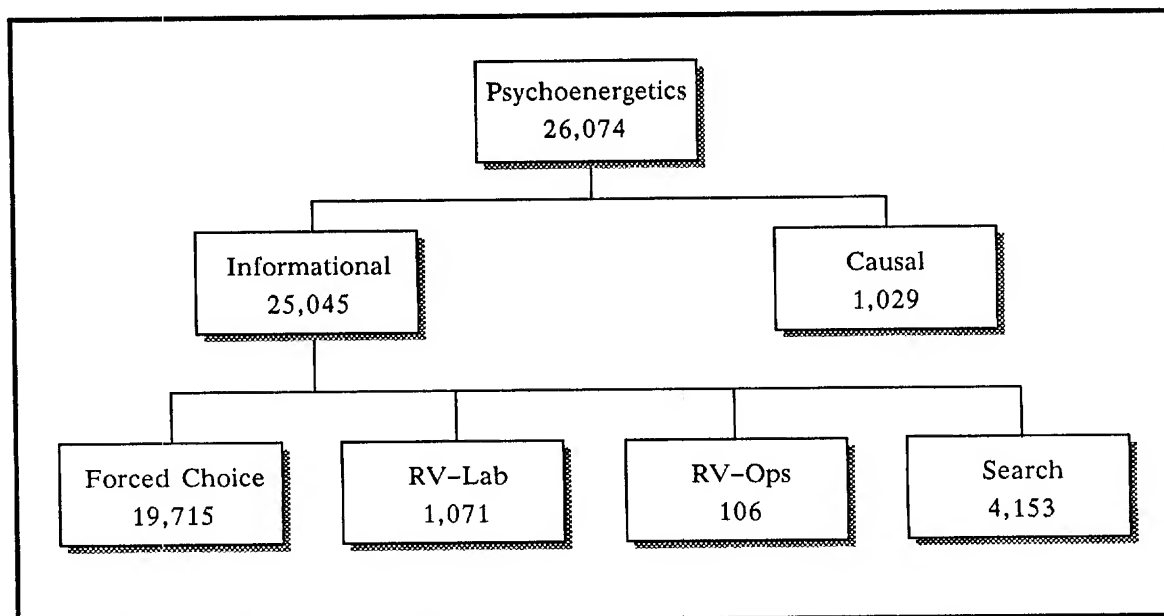 Psychoenergetics
26,074
Informational
25,045
Causal
1,029
Forced Choice
19,715
RV-Lab
1,071
RV-Ops
106
Search
4,153